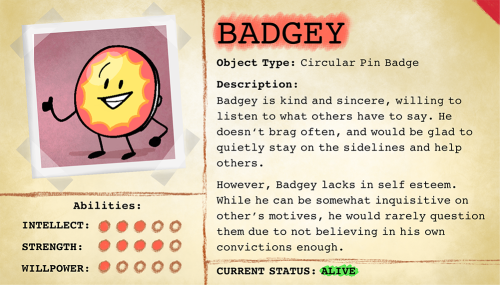 BADGEY
Object Type: Circular Pin Badge
Description:
Badgey is kind and sincere, willing to
listen to what others have to say. He
doesn't brag often, and would be glad to
quietly stay on the sidelines and help
others.
However, Badgey lacks in self esteem.
While he can be somewhat inquisitive on
other's motives, he would rarely question
them due to not believing in his own
convictions enough.
CURRENT STATUS: ALIVE
Abilities:
INTELLECT:
STRENGTH:
WILLPOWER: